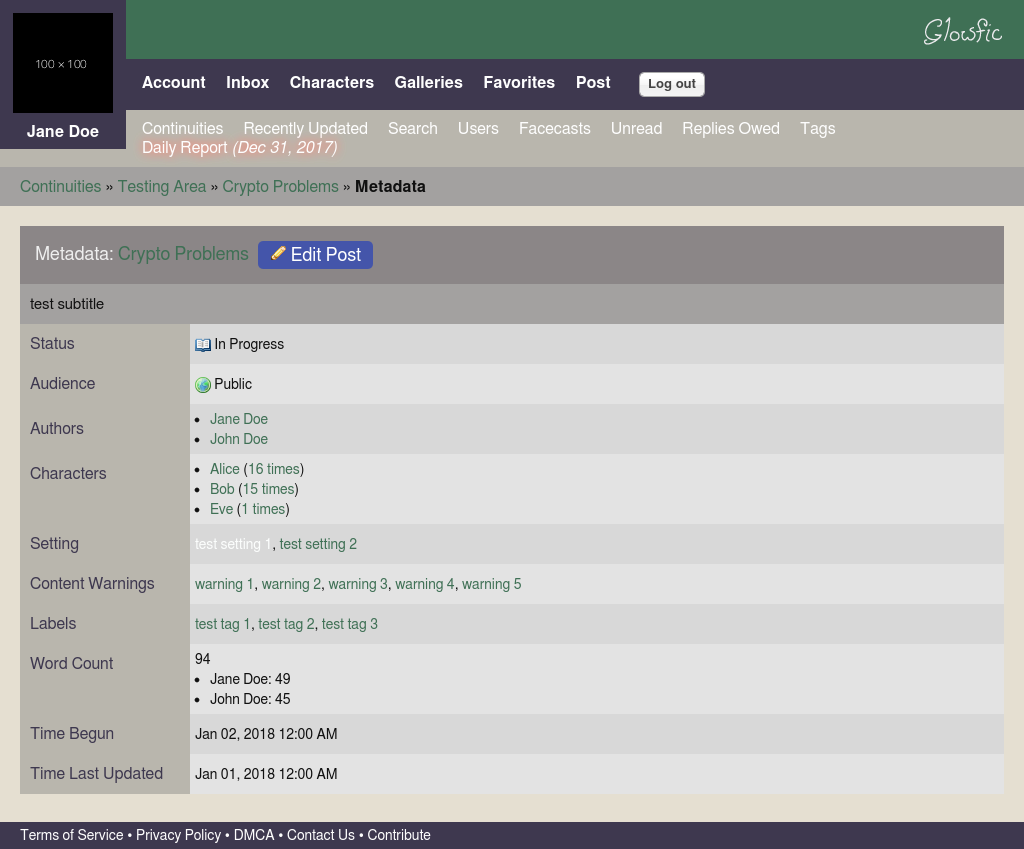 100 × 100
Glowfic
Jane Doe
Account Inbox Characters Galleries Favorites Post Log out
Continuities Recently Updated Search Users Facecasts Unread Replies Owed Tags
Daily Report (Dec 31, 2017)
Continuities » Testing Area » Crypto Problems » Metadata
Metadata: Crypto Problems Edit Post
test subtitle
Status In Progress
Audience Public
Authors
• Jane Doe
• John Doe
Characters
• Alice (16 times)
• Bob (15 times)
• Eve (1 times)
Setting test setting 1, test setting 2
Content Warnings warning 1, warning 2, warning 3, warning 4, warning 5
Labels test tag 1, test tag 2, test tag 3
Word Count 94
• Jane Doe: 49
• John Doe: 45
Time Begun Jan 02, 2018 12:00 AM
Time Last Updated Jan 01, 2018 12:00 AM
Terms of Service • Privacy Policy • DMCA • Contact Us • Contribute